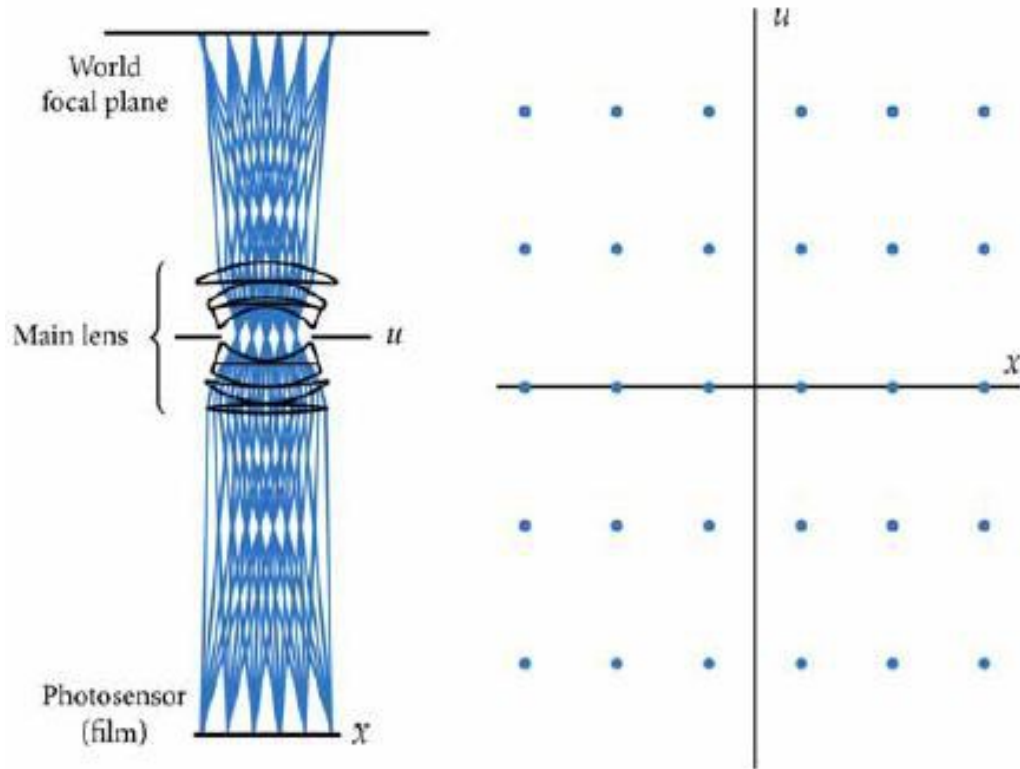 World
focal plane
Main lens
u
Photosensor
(film)
x
u
x